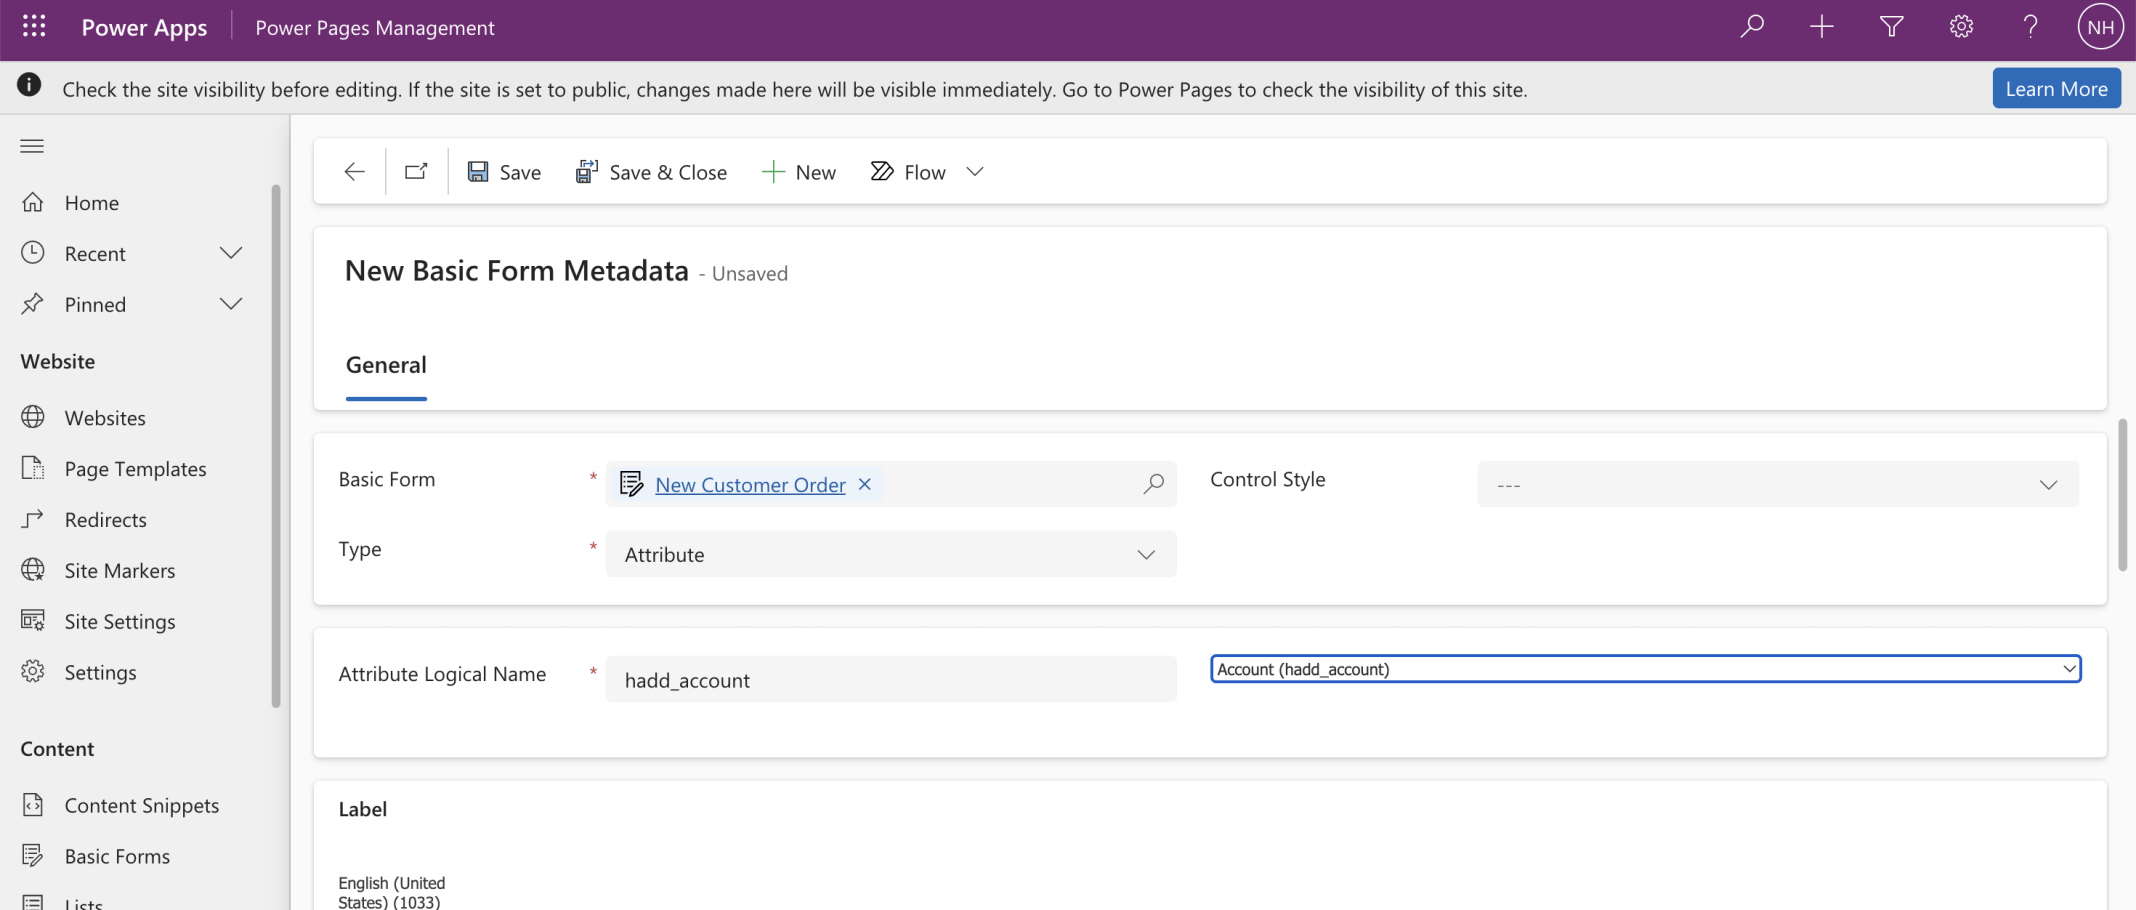 Power Apps
Power Pages Management
NH
Check the site visibility before editing. If the site is set to public, changes made here will be visible immediately. Go to Power Pages to check the visibility of this site.
Learn More
Home
Recent
Pinned
Website
Websites
Page Templates
Redirects
Site Markers
Site Settings
Settings
Content
Content Snippets
Basic Forms
Lists
Save
Save & Close
New
Flow
New Basic Form Metadata - Unsaved
General
Basic Form *
New Customer Order
Control Style
---
Type *
Attribute
Attribute Logical Name *
hadd_account
Account (hadd_account)
Label
English (United
States) (1033)